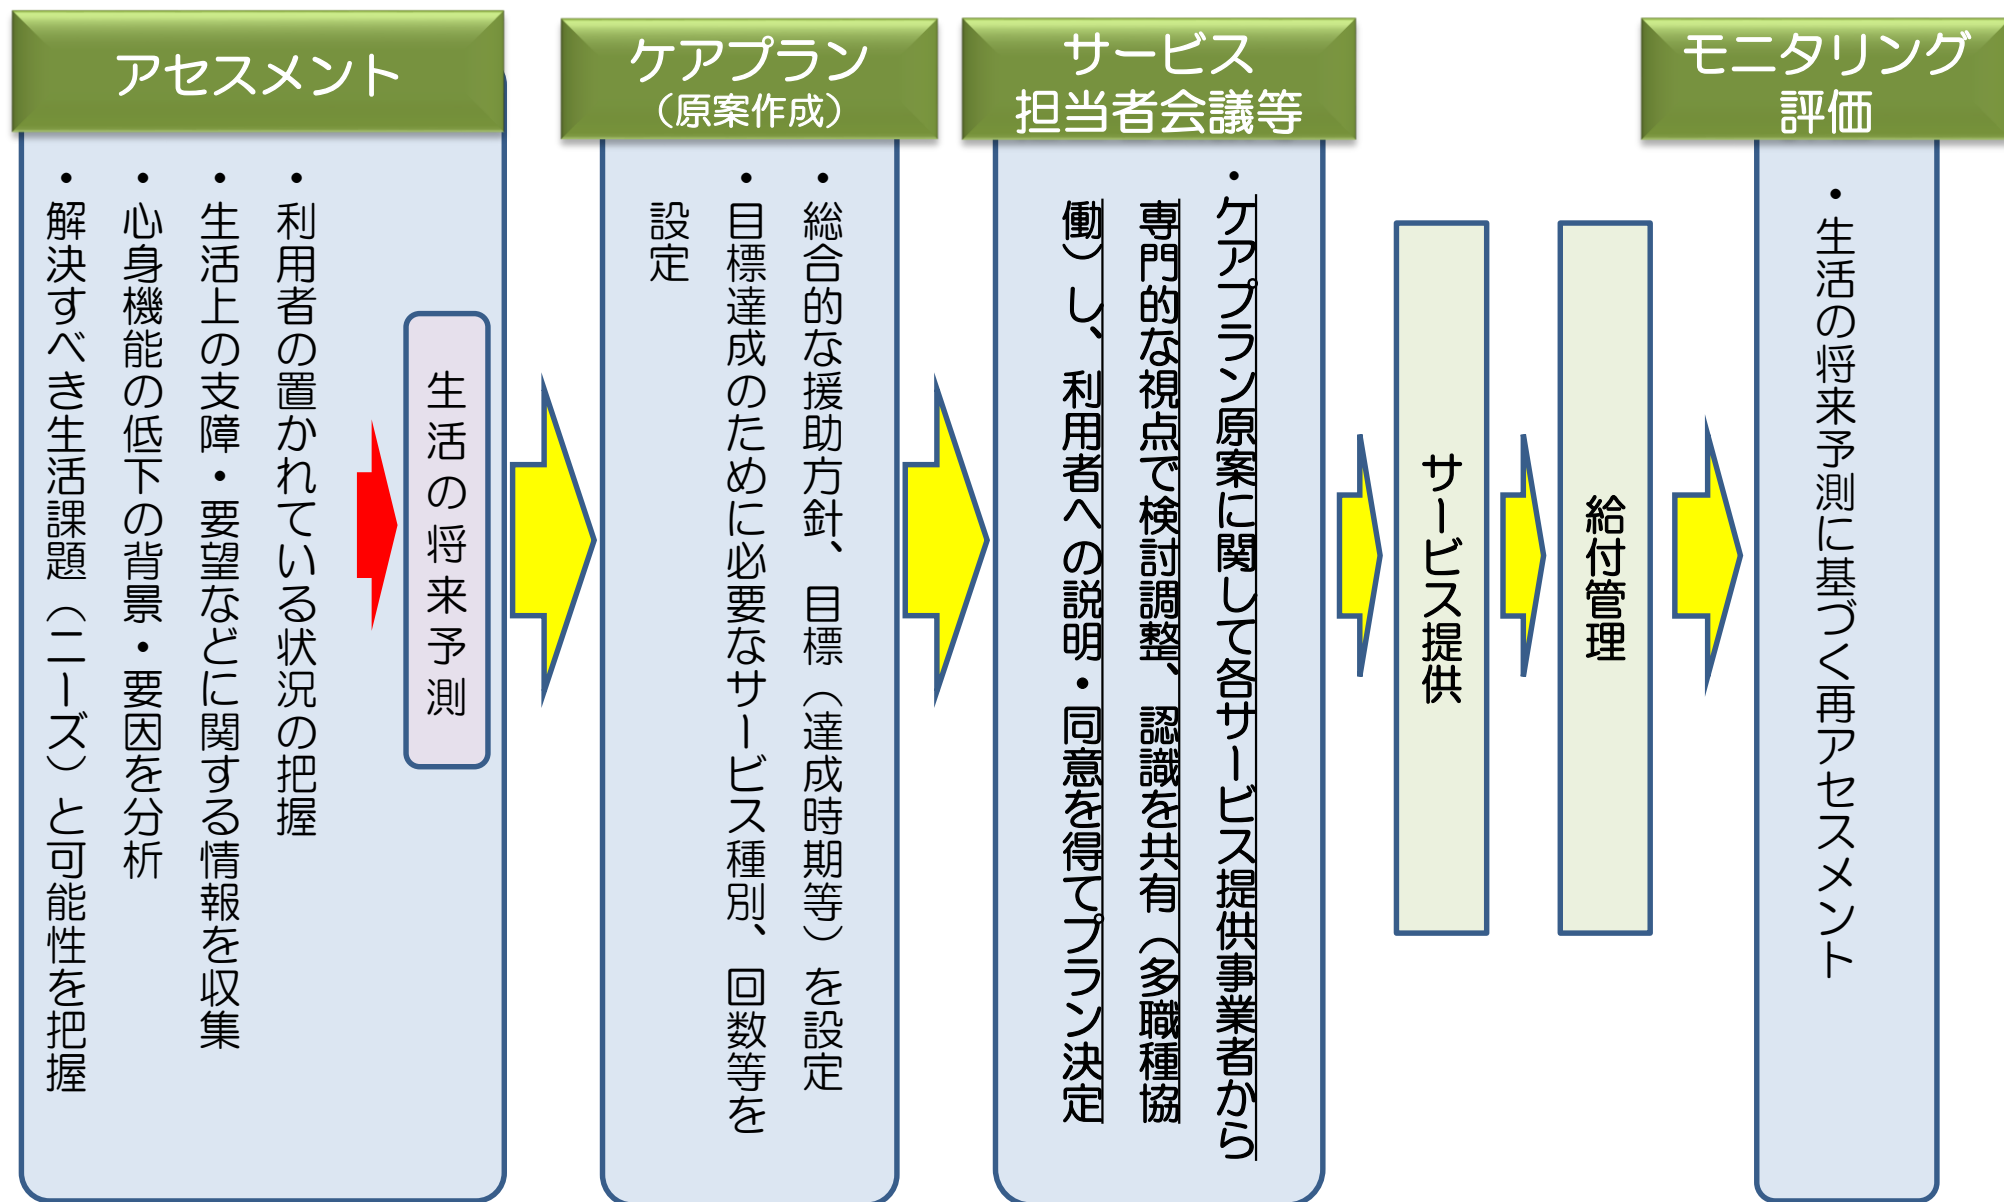 アセスメント
・利用者の置かれている状況の把握
・生活上の支障・要望などに関する情報を収集
・心身機能の低下の背景・要因を分析
・解決すべき生活課題（ニーズ）と可能性を把握
生活の将来予測
ケアプラン
（原案作成）
・総合的な援助方針、目標（達成時期等）を設定
・目標達成のために必要なサービス種別、回数等を
設定
サービス
担当者会議等
・ケアプラン原案に関して各サービス提供事業者から
専門的な視点で検討調整、認識を共有（多職種協
働）し、利用者への説明・同意を得てプラン決定
サービス提供
給付管理
モニタリング
評価
・生活の将来予測に基づく再アセスメント